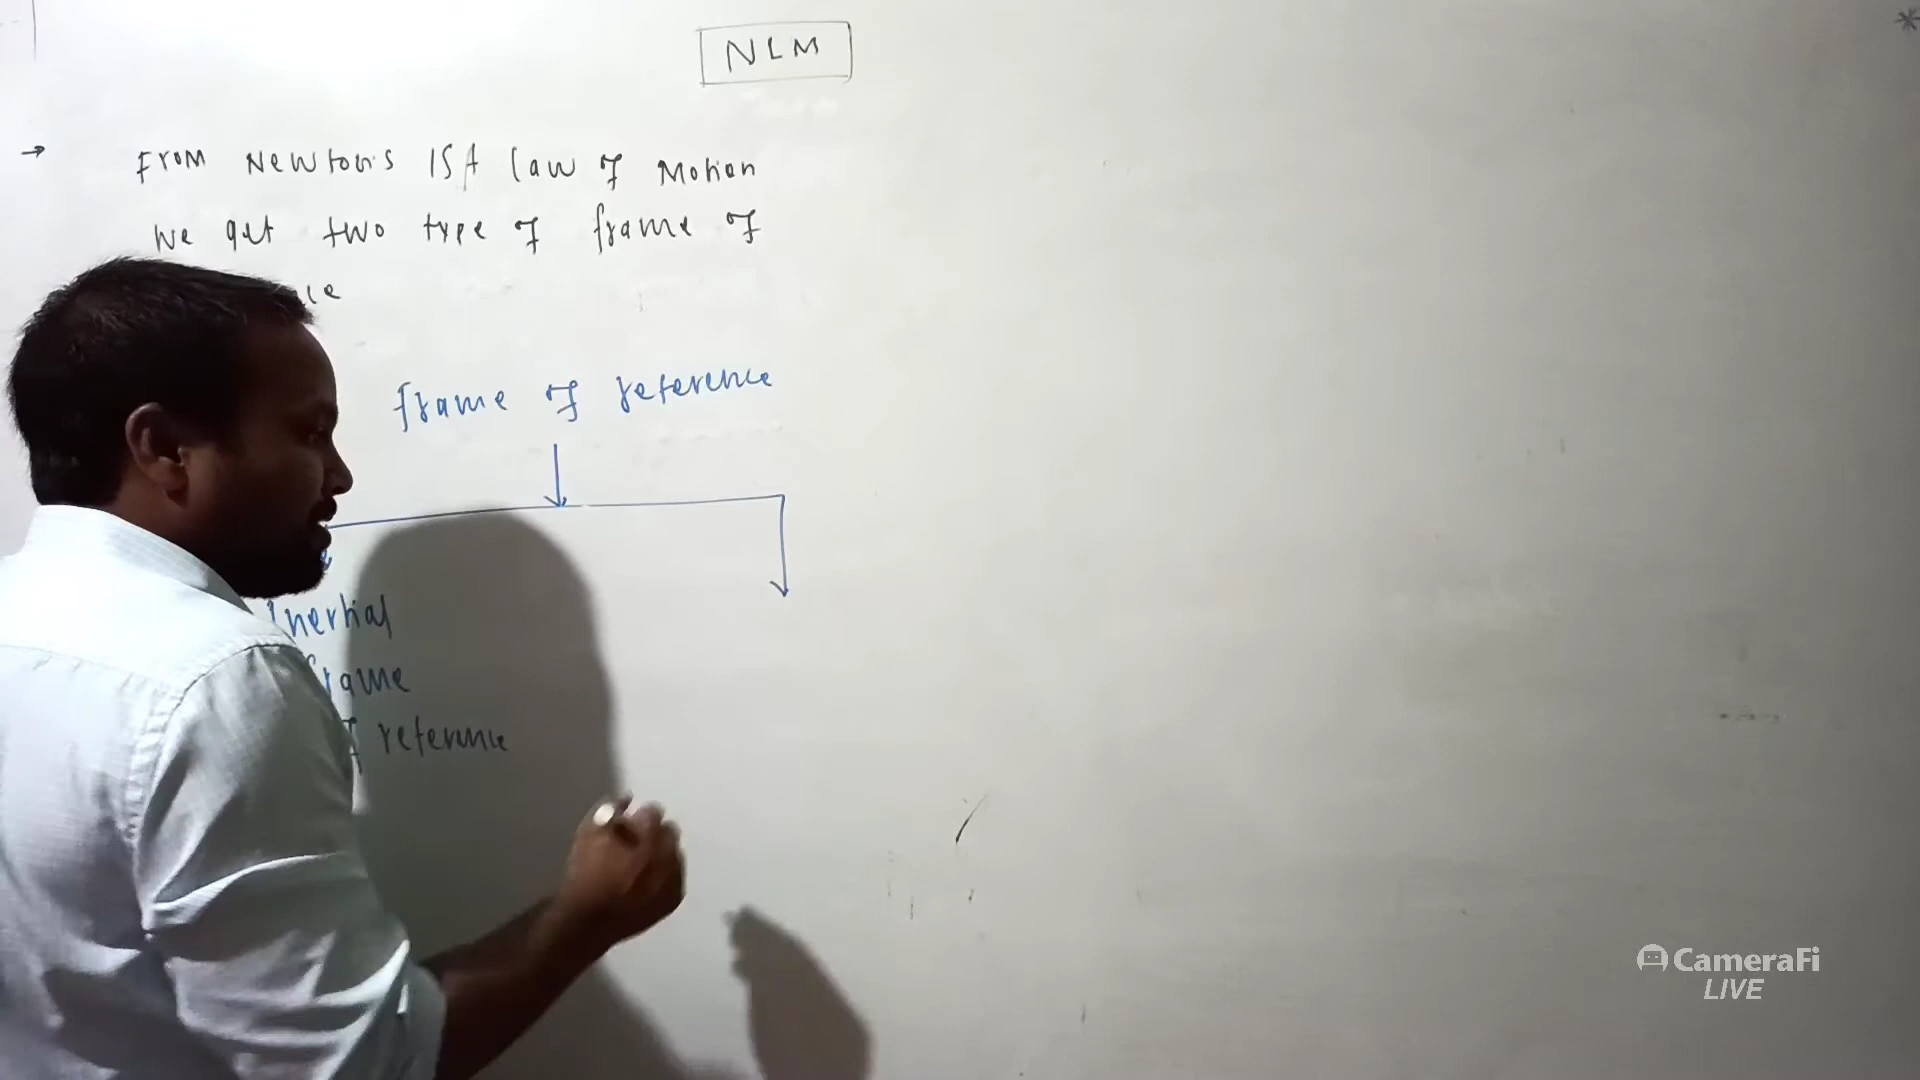 NLM
→ From Newton's 1st law of Motion
we get two type of frame of
frame of reference
Inertial
frame
of reference
CameraFi
LIVE